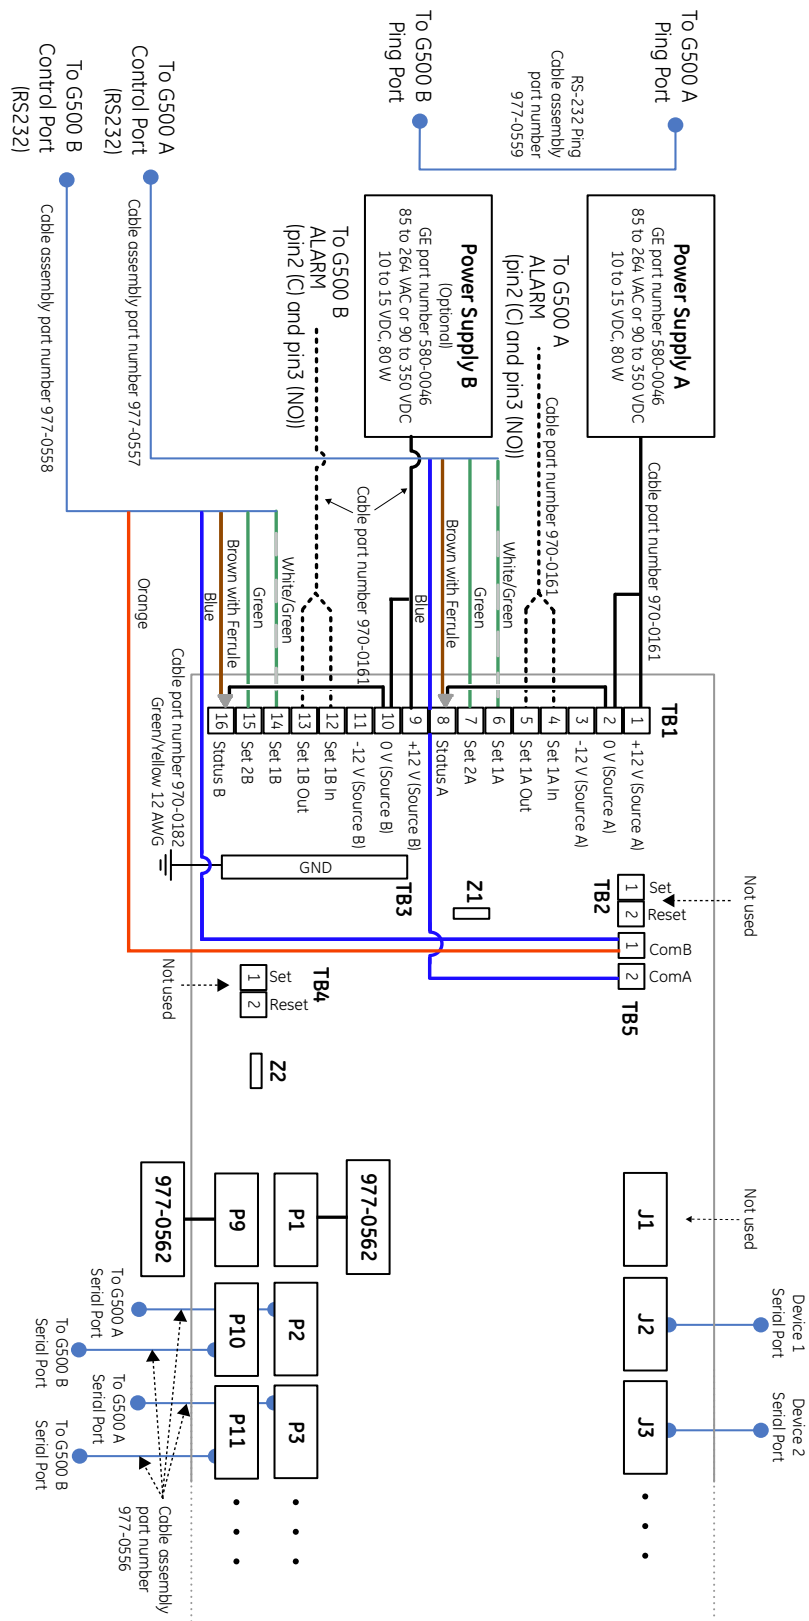 To G500 A
Ping Port
RS-232 Ping
Cable assembly
part number
977-0559
To G500 B
Ping Port
To G500 A
Control Port
(RS232)
To G500 B
Control Port
(RS232)
Power Supply A
GE part number 580-0046
85 to 264 VAC or 90 to 350 VDC
10 to 15 VDC, 80 W
Cable part number 970-0161
To G500 A
ALARM
(pin2 (C) and pin3 (NO))
Cable part number 970-0161
Power Supply B
(Optional)
GE part number 580-0046
85 to 264 VAC or 90 to 350 VDC
10 to 15 VDC, 80 W
To G500 B
ALARM
(pin2 (C) and pin3 (NO))
Cable part number 970-0161
Cable assembly part number 977-0557
Cable assembly part number 977-0558
White/Green
Green
Brown with Ferrule
Blue
White/Green
Green
Brown with Ferrule
Blue
Orange
TB1
1 +12 V (Source A)
2 0 V (Source A)
3 -12 V (Source A)
4 Set 1A In
5 Set 1A Out
6 Set 1A
7 Set 2A
8 Status A
9 +12 V (Source B)
10 0 V (Source B)
11 -12 V (Source B)
12 Set 1B In
13 Set 1B Out
14 Set 1B
15 Set 2B
16 Status B
Cable part number 970-0182
Green/Yellow 12 AWG
GND
TB3
Not used
1 Set
2 Reset
TB2
Z1
1 ComB
2 ComA
TB5
TB4
1 Set
2 Reset
Not used
Z2
Not used
J1
J2
J3
Device 1
Serial Port
Device 2
Serial Port
977-0562
P1
P2
P3
P9
P10
P11
977-0562
To G500 A
Serial Port
To G500 B
Serial Port
To G500 A
Serial Port
To G500 B
Serial Port
Cable assembly
part number
977-0556